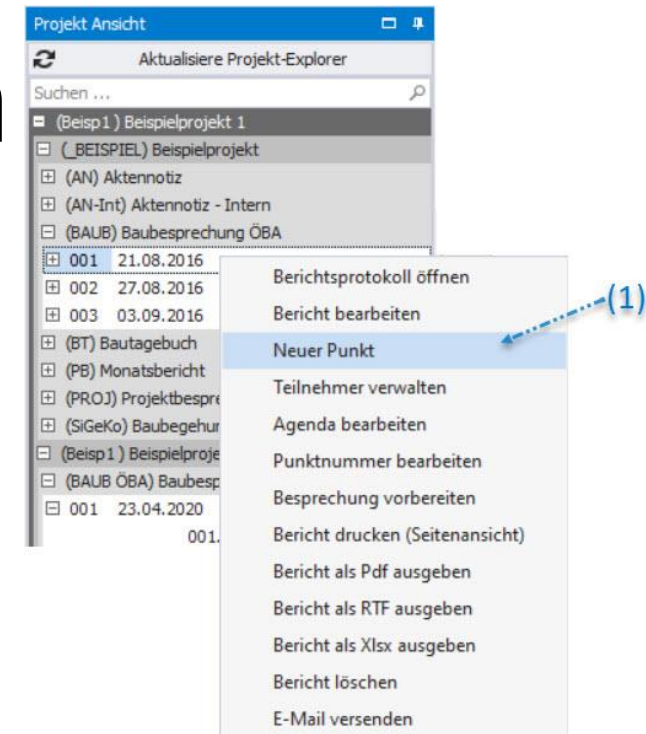 Projekt Ansicht
Aktualisiere Projekt-Explorer
Suchen ...
(Beisp1 ) Beispielprojekt 1
(_BEISPIEL) Beispielprojekt
(AN) Aktennotiz
(AN-Int) Aktennotiz - Intern
(BAUB) Baubesprechung ÖBA
001 21.08.2016
002 27.08.2016
003 03.09.2016
(BT) Bautagebuch
(PB) Monatsbericht
(PROJ) Projektbespre
(SiGeKo) Baubegehur
(Beisp1 ) Beispielproje
(BAUB ÖBA) Baubesp
001 23.04.2020
001.
Berichtsprotokoll öffnen
Bericht bearbeiten
Neuer Punkt
(1)
Teilnehmer verwalten
Agenda bearbeiten
Punktnummer bearbeiten
Besprechung vorbereiten
Bericht drucken (Seitenansicht)
Bericht als Pdf ausgeben
Bericht als RTF ausgeben
Bericht als Xlsx ausgeben
Bericht löschen
E-Mail versenden